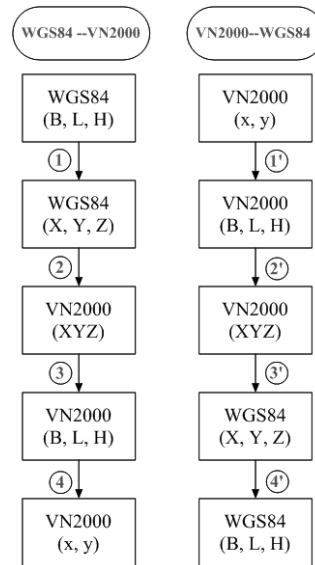 WGS84 --VN2000
WGS84
(B, L, H)
1
WGS84
(X, Y, Z)
2
VN2000
(XYZ)
3
VN2000
(B, L, H)
4
VN2000
(x, y)
VN2000--WGS84
VN2000
(x, y)
1'
VN2000
(B, L, H)
2'
VN2000
(XYZ)
3'
WGS84
(X, Y, Z)
4'
WGS84
(B, L, H)